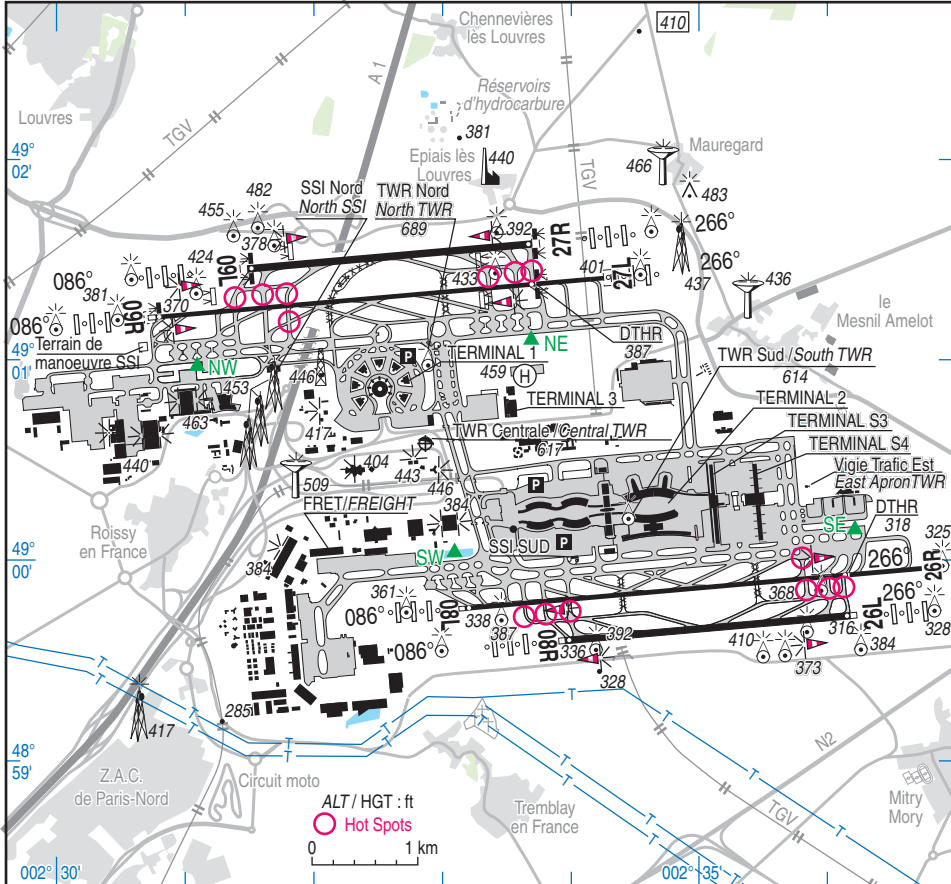 Chennevières
lès Louvres
410
Réservoirs
d'hydrocarbure
A 1
TGV
Louvres
381
49°
02'
Epiais lès
Louvres
440
TGV
466
Mauregard
483
482
455
378
SSI Nord
North SSI
TWR Nord
North TWR
689
392
27R
266°
424
086°
09L
433
401
27L
266°
437
436
381
370
086°
09R
DTHR
387
le
Mesnil Amelot
Terrain de
manoeuvre SSI
49°
01'
NW
NE
P
TERMINAL 1
459
H
TWR Sud / South TWR
614
453
446
TERMINAL 3
TERMINAL 2
463
417
TWR Centrale / Central TWR
617
TERMINAL S3
TERMINAL S4
440
404
443
446
509
Vigie Trafic Est
East Apron TWR
FRET/FREIGHT
384
P
DTHR
318
Roissy
en France
SSI SUD
P
SE
325
49°
00'
384
SW
266°
26R
361
368
266°
086°
08L
338
387
316
26L
328
086°
08R
336
392
410
384
373
328
285
417
T
T
T
T
T
T
T
T
T
T
T
48°
59'
N2
Z.A.C.
de Paris-Nord
Circuit moto
Tremblay
en France
TGV
Mitry
Mory
ALT / HGT : ft
Hot Spots
0
1 km
002° 30'
002° 35'